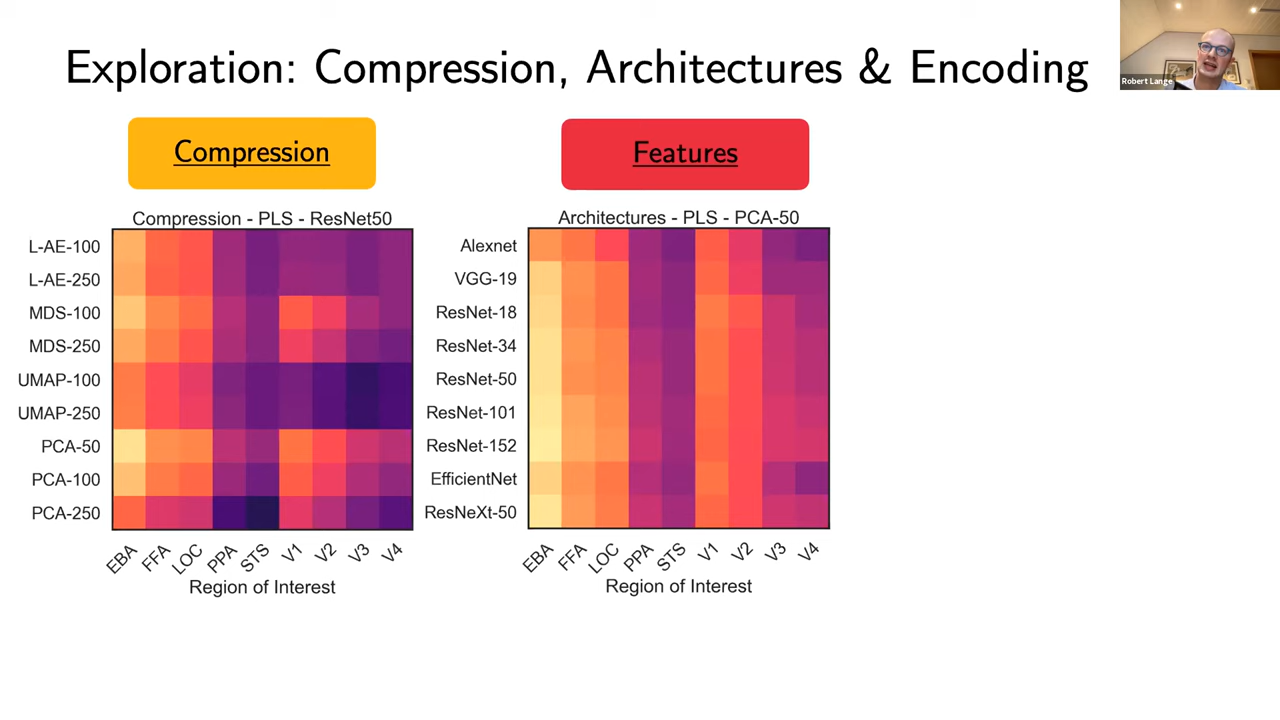 Exploration: Compression, Architectures & Encoding
Robert Lange
Compression
Features
Compression - PLS - ResNet50
L-AE-100
L-AE-250
MDS-100
MDS-250
UMAP-100
UMAP-250
PCA-50
PCA-100
PCA-250
EBA
FFA
LOC
PPA
STS
V1
V2
V3
V4
Region of Interest
Architectures - PLS - PCA-50
Alexnet
VGG-19
ResNet-18
ResNet-34
ResNet-50
ResNet-101
ResNet-152
EfficientNet
ResNeXt-50
EBA
FFA
LOC
PPA
STS
V1
V2
V3
V4
Region of Interest